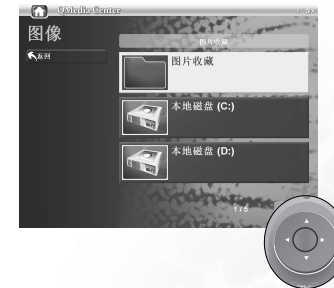 QMedia Center
图像
返回
图片收藏
图片收藏
本地磁盘 (C:)
本地磁盘 (D:)
1 / 5